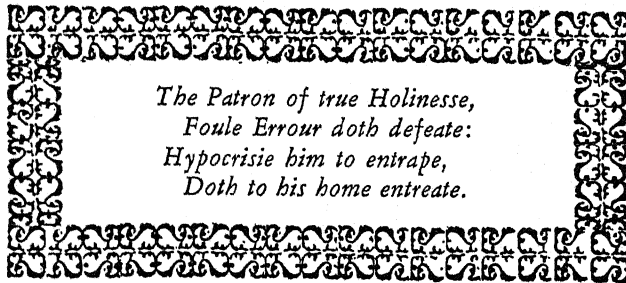 The Patron of true Holinesse,
Foule Errour doth defeate:
Hypocrisie him to entrape,
Doth to his home entreate.